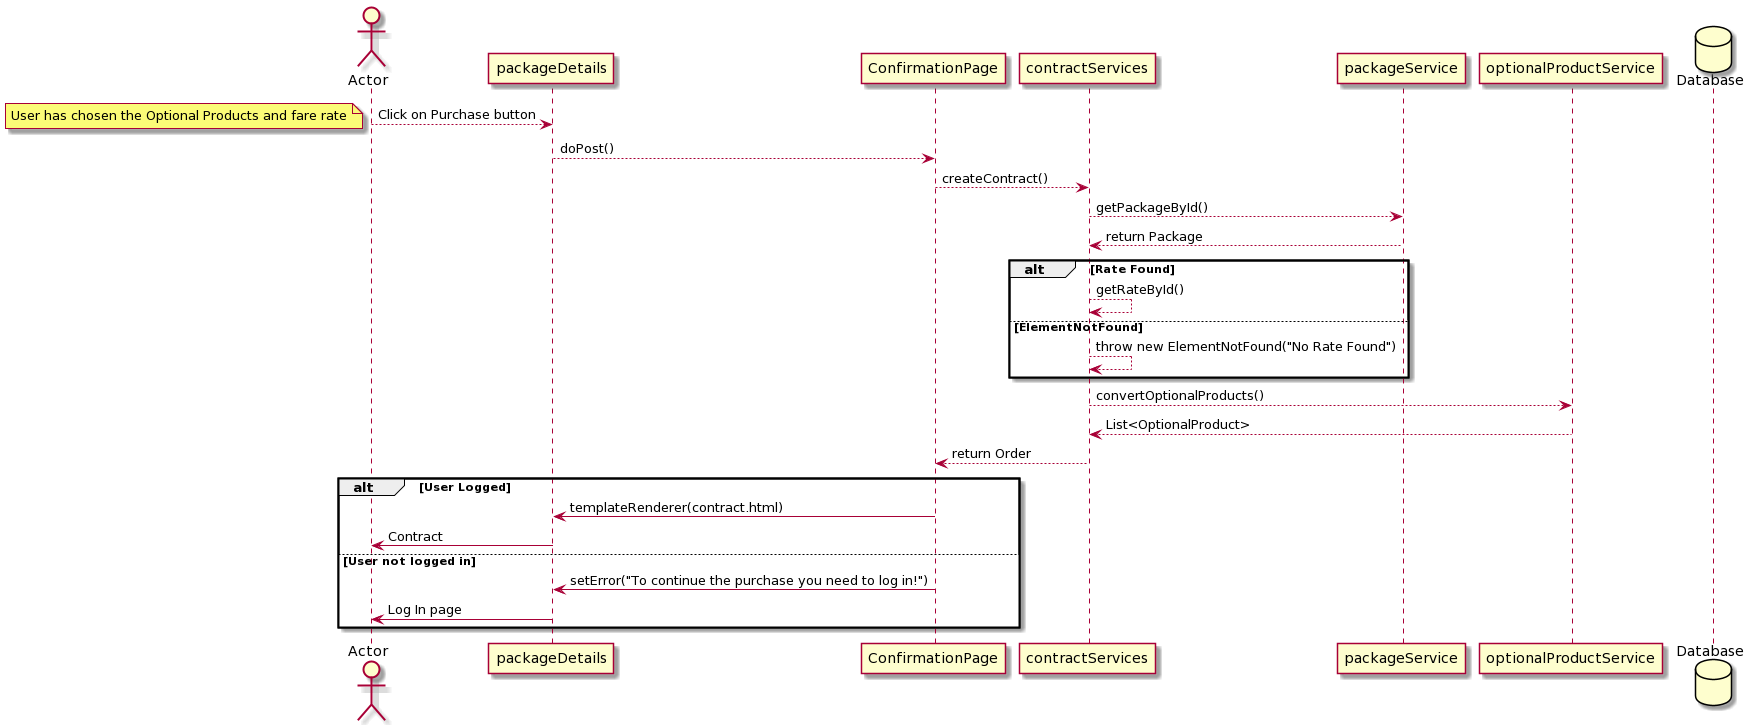 Actor
packageDetails
ConfirmationPage
contractServices
packageService
optionalProductService
Database
User has chosen the Optional Products and fare rate
Click on Purchase button
doPost()
createContract()
getPackageById()
return Package
alt [Rate Found]
getRateById()
[ElementNotFound]
throw new ElementNotFound("No Rate Found")
convertOptionalProducts()
List<OptionalProduct>
return Order
alt [User Logged]
templateRenderer(contract.html)
Contract
[User not logged in]
setError("To continue the purchase you need to log in!")
Log In page
Actor
packageDetails
ConfirmationPage
contractServices
packageService
optionalProductService
Database